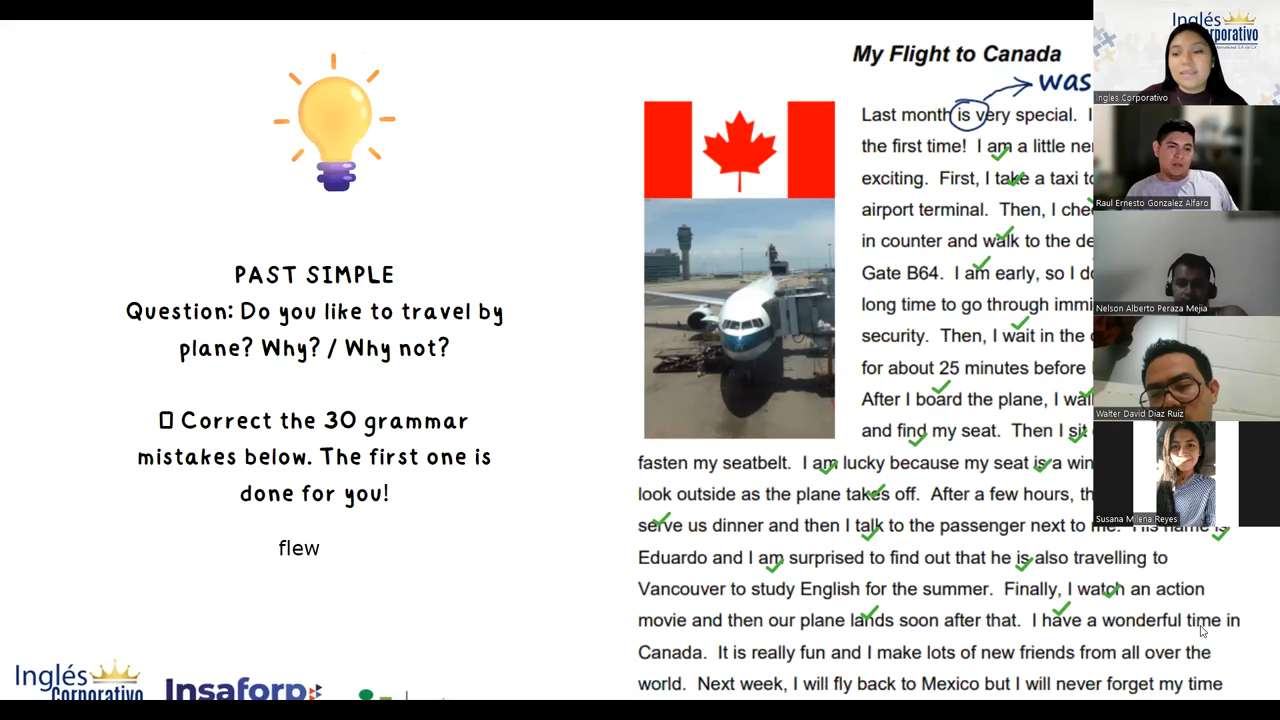 PAST SIMPLE
Question: Do you like to travel by
plane? Why? / Why not?
Correct the 30 grammar
mistakes below. The first one is
done for you!
flew
Inglés
Corporativo
Insaforp
My Flight to Canada
was
Last month is very special. I
the first time! I am a little
exciting. First, I take a taxi
airport terminal. Then, I
in counter and walk to the
Gate B64. I am early, so I
long time to go through
security. Then, I wait in the
for about 25 minutes before
After I board the plane, I
and find my seat. Then I sit
fasten my seatbelt. I am lucky because my seat is a
look outside as the plane takes off. After a few hours,
serve us dinner and then I talk to the passenger next to me. His name is
Eduardo and I am surprised to find out that he is also travelling to
Vancouver to study English for the summer. Finally, I watch an action
movie and then our plane lands soon after that. I have a wonderful time in
Canada. It is really fun and I make lots of new friends from all over the
world. Next week, I will fly back to Mexico but I will never forget my time
Inglés
Corporativo
Ingles Corporativo
Raul Ernesto Gonzalez Alfaro
Nelson Alberto Peraza Mejia
Walter David Diaz Ruiz
Susana Milena Reyes